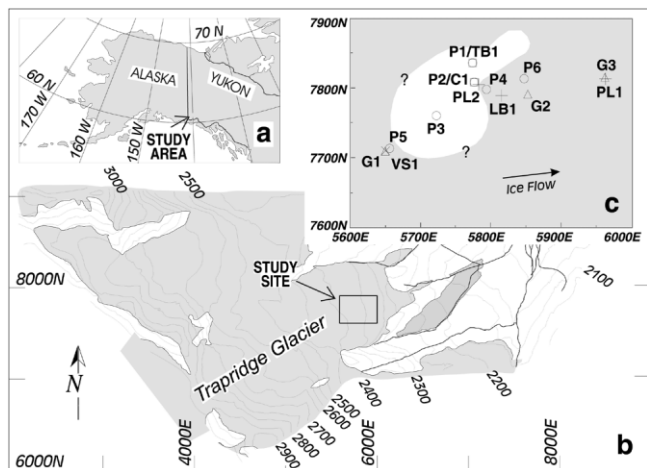 70 N
60 N
170 W
160 W
150 W
ALASKA
YUKON
STUDY
AREA
a
7900N
7800N
7700N
7600N
5600E
5700E
5800E
5900E
6000E
P1/TB1
P2/C1
P4
PL2
LB1
P6
G2
G3
PL1
P3
P5
G1
VS1
?
?
Ice Flow
c
3000
2500
8000N
STUDY
SITE
Trapridge Glacier
2100
N
2400
2300
2200
2500
2600
2700
2800
2900
6000N
4000E
6000E
8000E
b